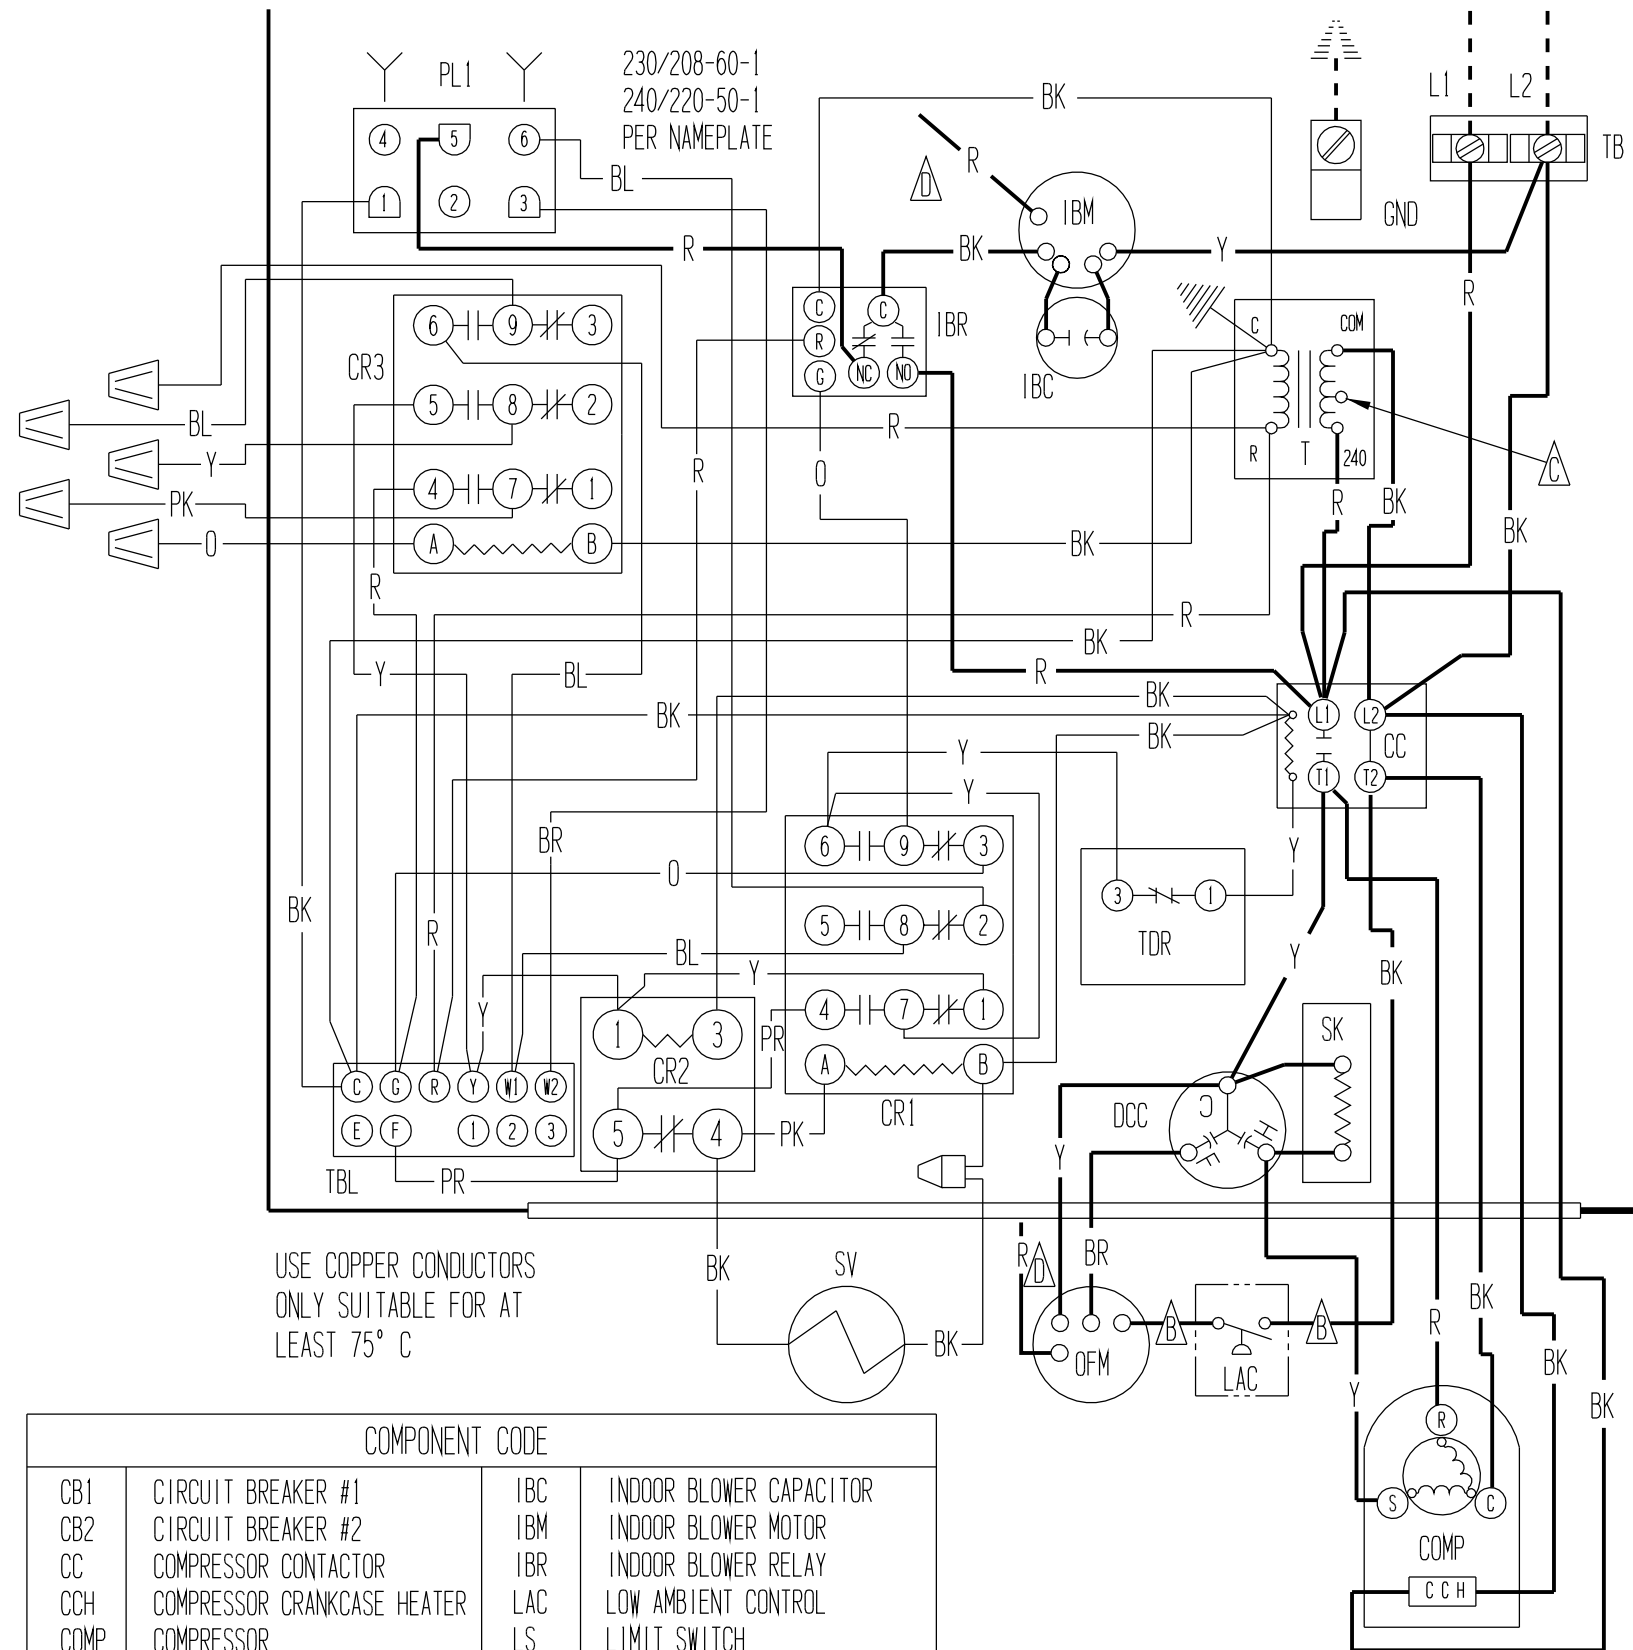 PL1
4
5
6
1
2
3
230/208-60-1
240/220-50-1
PER NAMEPLATE
BL
BK
R
D
IBM
L1
L2
TB
GND
R
BK
Y
R
C
C
R
G
NC
NO
IBR
IBC
C
COM
R
T
240
C
6
9
3
CR3
5
8
2
4
7
1
A
B
BL
Y
PK
O
R
R
O
BK
R
BK
BK
R
R
BK
Y
BL
R
BK
BK
BK
L1
L2
CC
T1
T2
Y
Y
Y
BR
O
BK
R
BL
Y
Y
6
9
3
5
8
2
4
7
1
A
B
CR1
3
1
TDR
Y
BK
SK
PR
1
3
CR2
5
4
PK
C
G
R
Y
W1
W2
E
F
1
2
3
TBL
PR
DCC
C
F
H
Y
BR
R
D
BK
SV
BK
OFM
B
LAC
B
R
BK
Y
BK
BK
R
S
C
COMP
CCH
USE COPPER CONDUCTORS
ONLY SUITABLE FOR AT
LEAST 75° C
COMPONENT CODE
CB1 CIRCUIT BREAKER #1 IBC INDOOR BLOWER CAPACITOR
CB2 CIRCUIT BREAKER #2 IBM INDOOR BLOWER MOTOR
CC COMPRESSOR CONTACTOR IBR INDOOR BLOWER RELAY
CCH COMPRESSOR CRANKCASE HEATER LAC LOW AMBIENT CONTROL
COMP COMPRESSOR LS LIMIT SWITCH